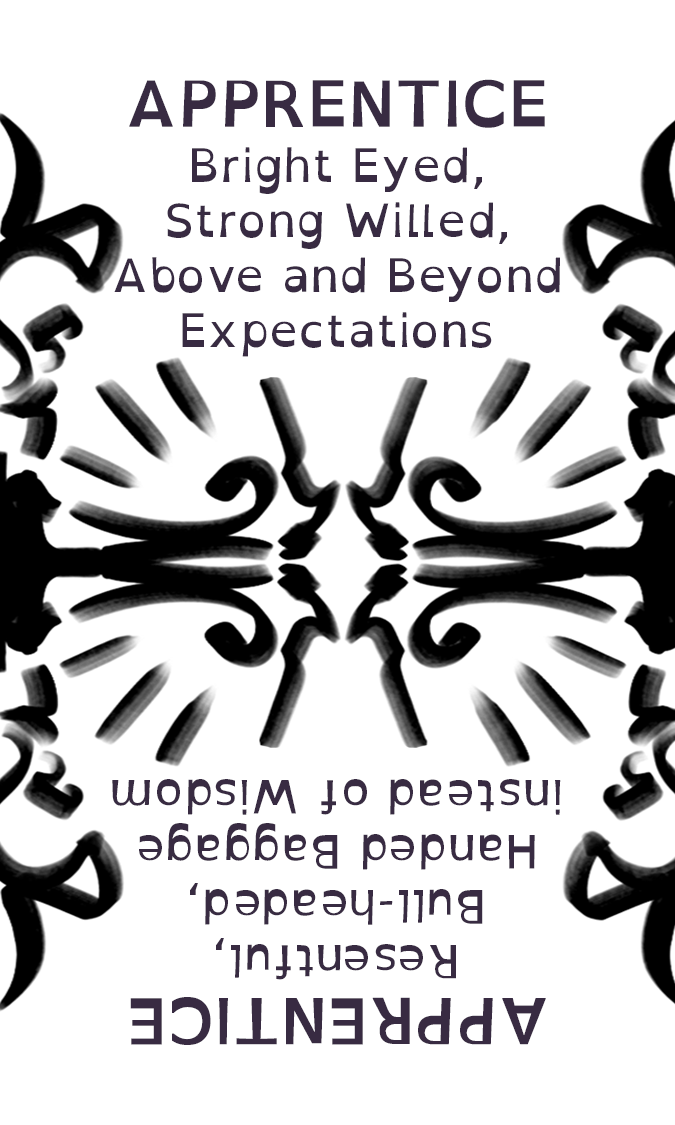 APPRENTICE
Bright Eyed,
Strong Willed,
Above and Beyond
Expectations
APPRENTICE
Resentful,
Bull-headed,
Handed Baggage
instead of Wisdom